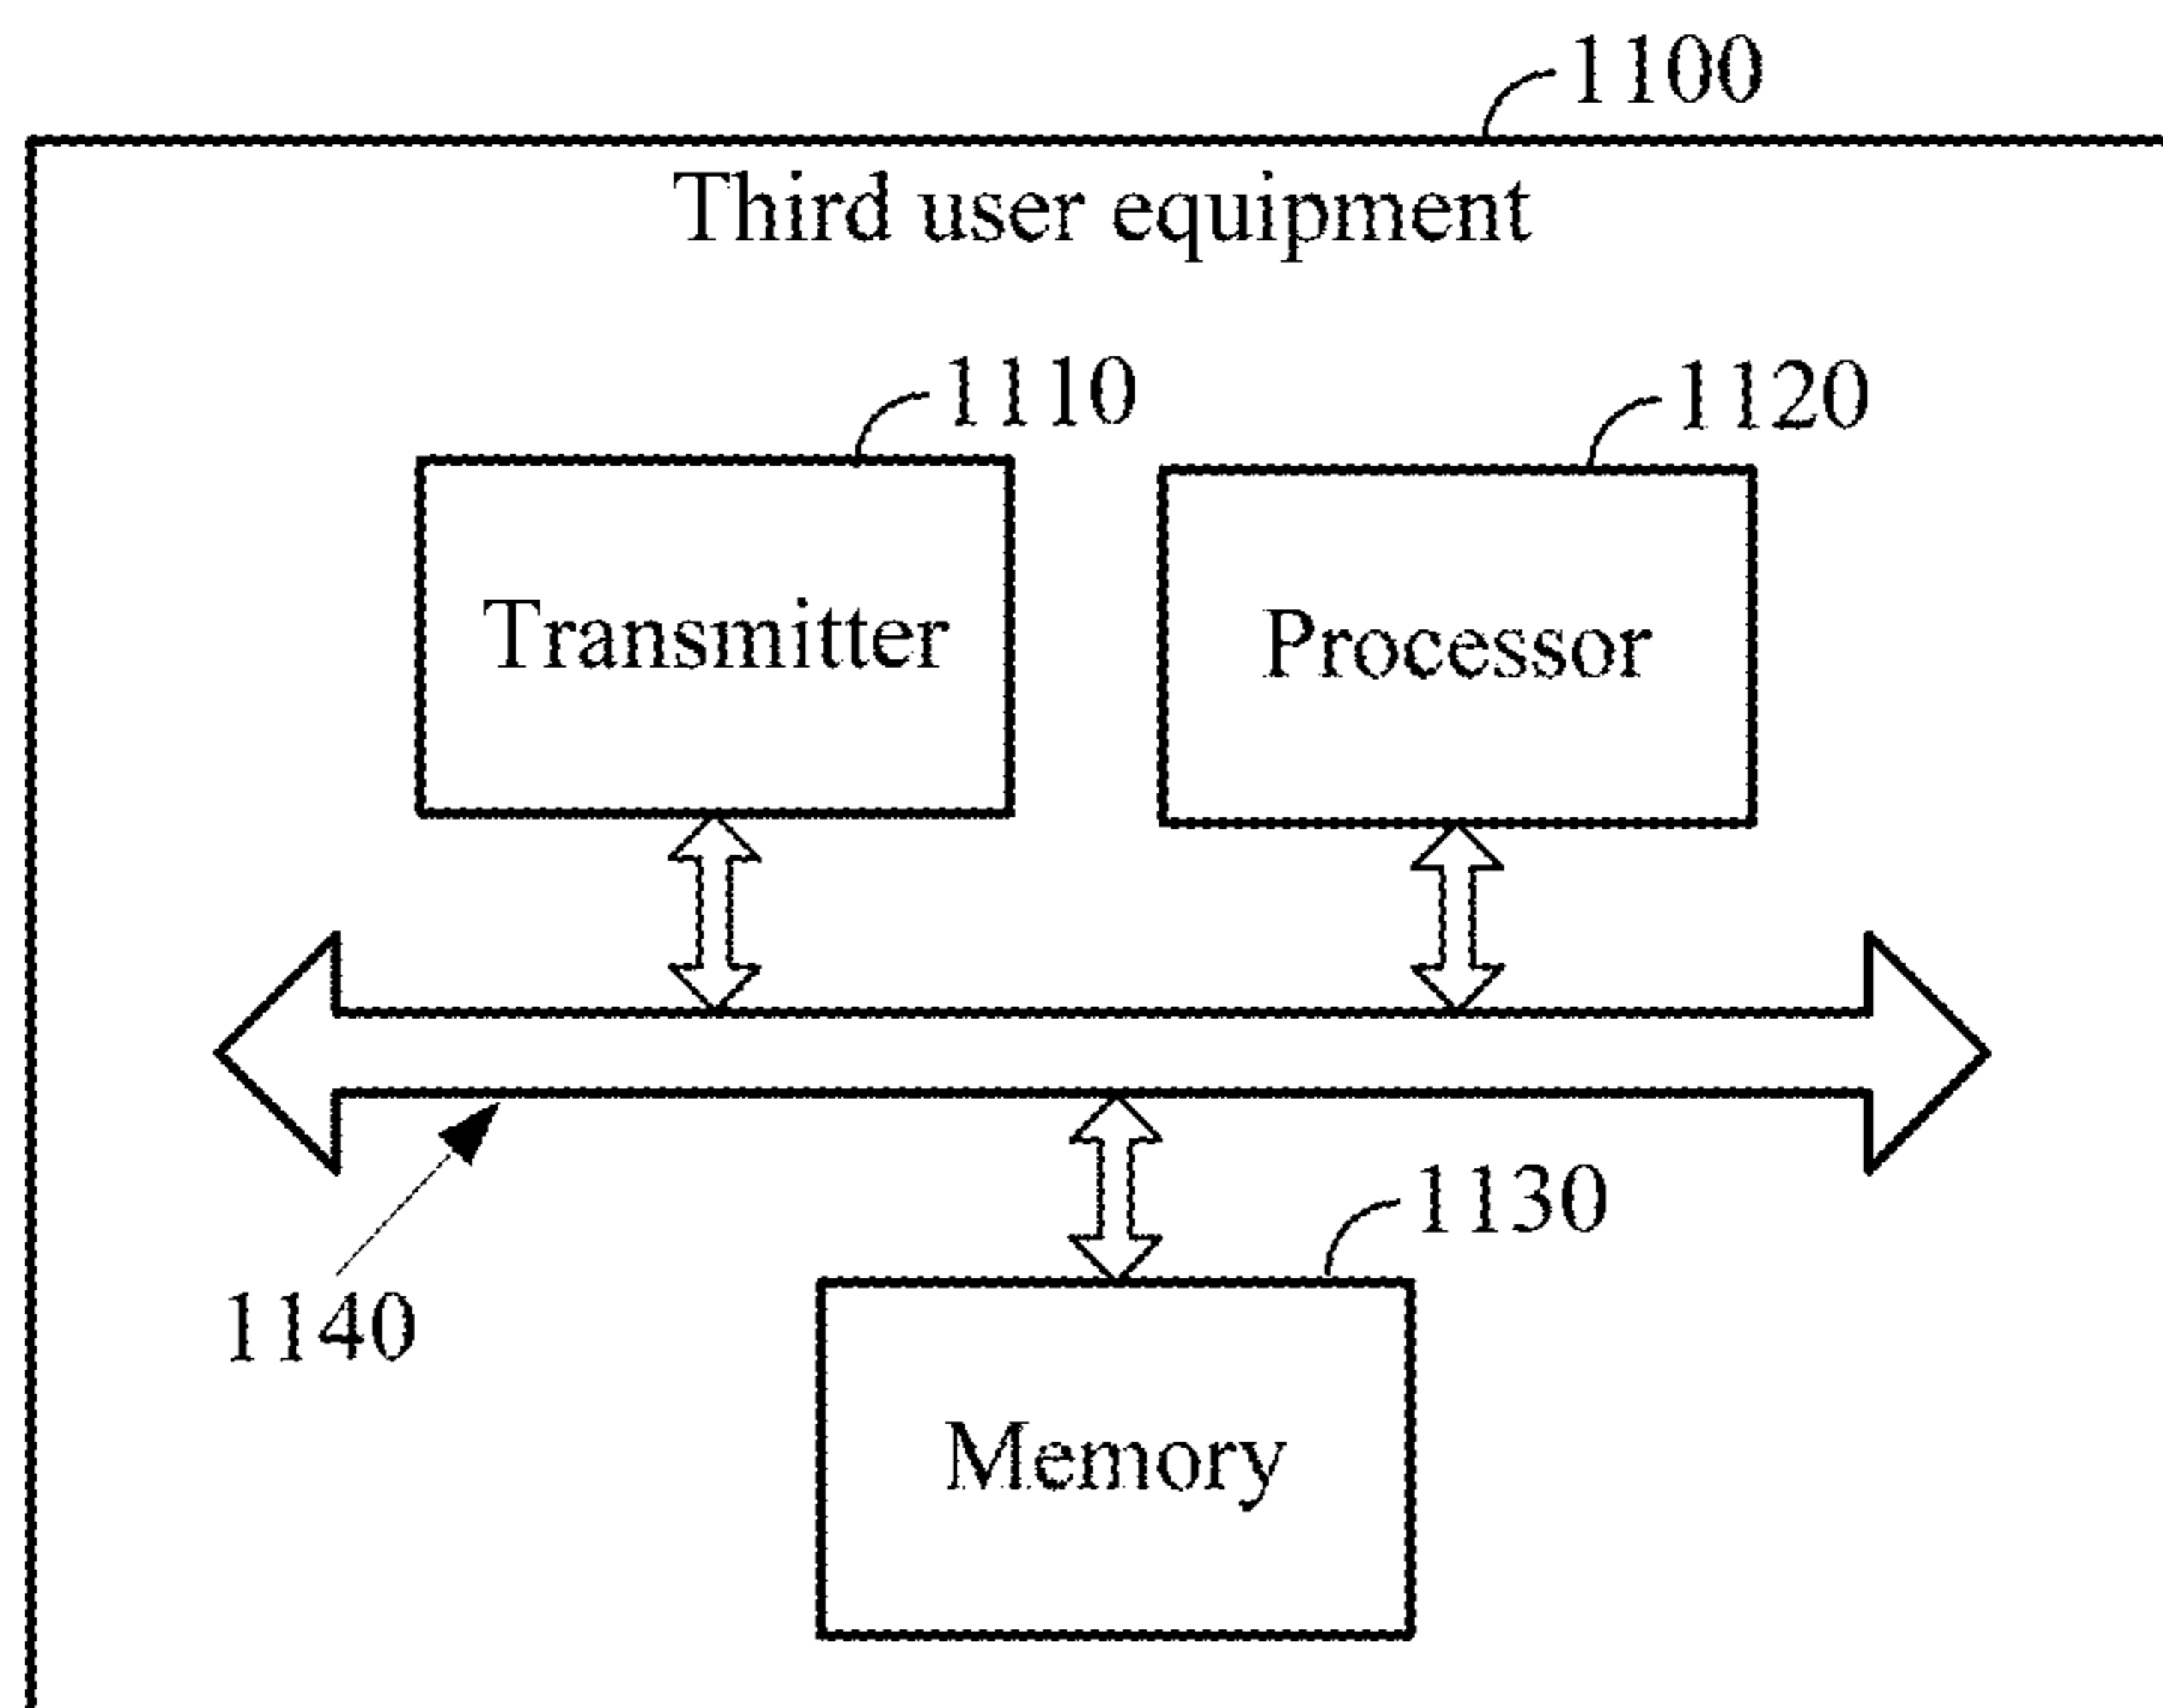 1100
Third user equipment
1110
1120
Transmitter
Processor
1130
1140
Memory